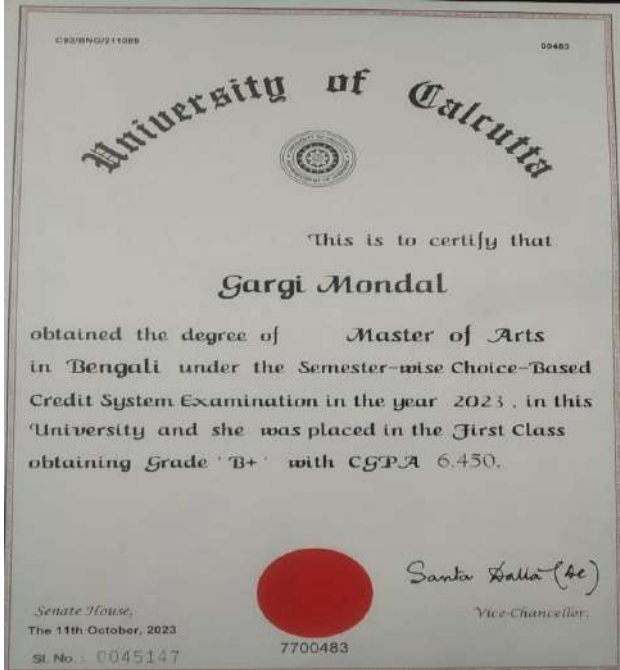 C92/BNG/211088
00483
University of Calcutta
This is to certify that
Gargi Mondal
obtained the degree of Master of Arts
in Bengali under the Semester-wise Choice-Based
Credit System Examination in the year 2023, in this
University and she was placed in the First Class
obtaining Grade 'B+' with CGPA 6.450.
Santa Datta (De)
Senate House,
Vice-Chancellor.
The 11th October, 2023
7700483
Sl. No. : 0045147